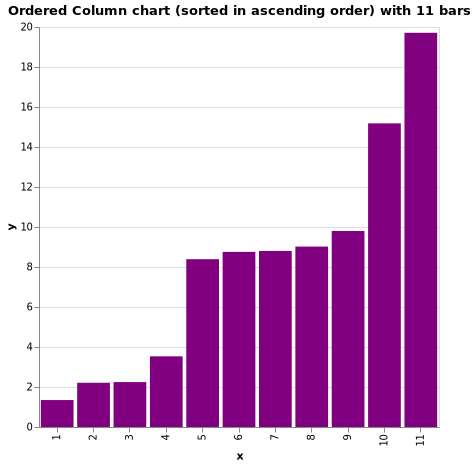 Ordered Column chart (sorted in ascending order) with 11 bars
20
18
16
14
12
10
8
6
4
2
0
y
1 2 3 4 5 6 7 8 9 10 11
x